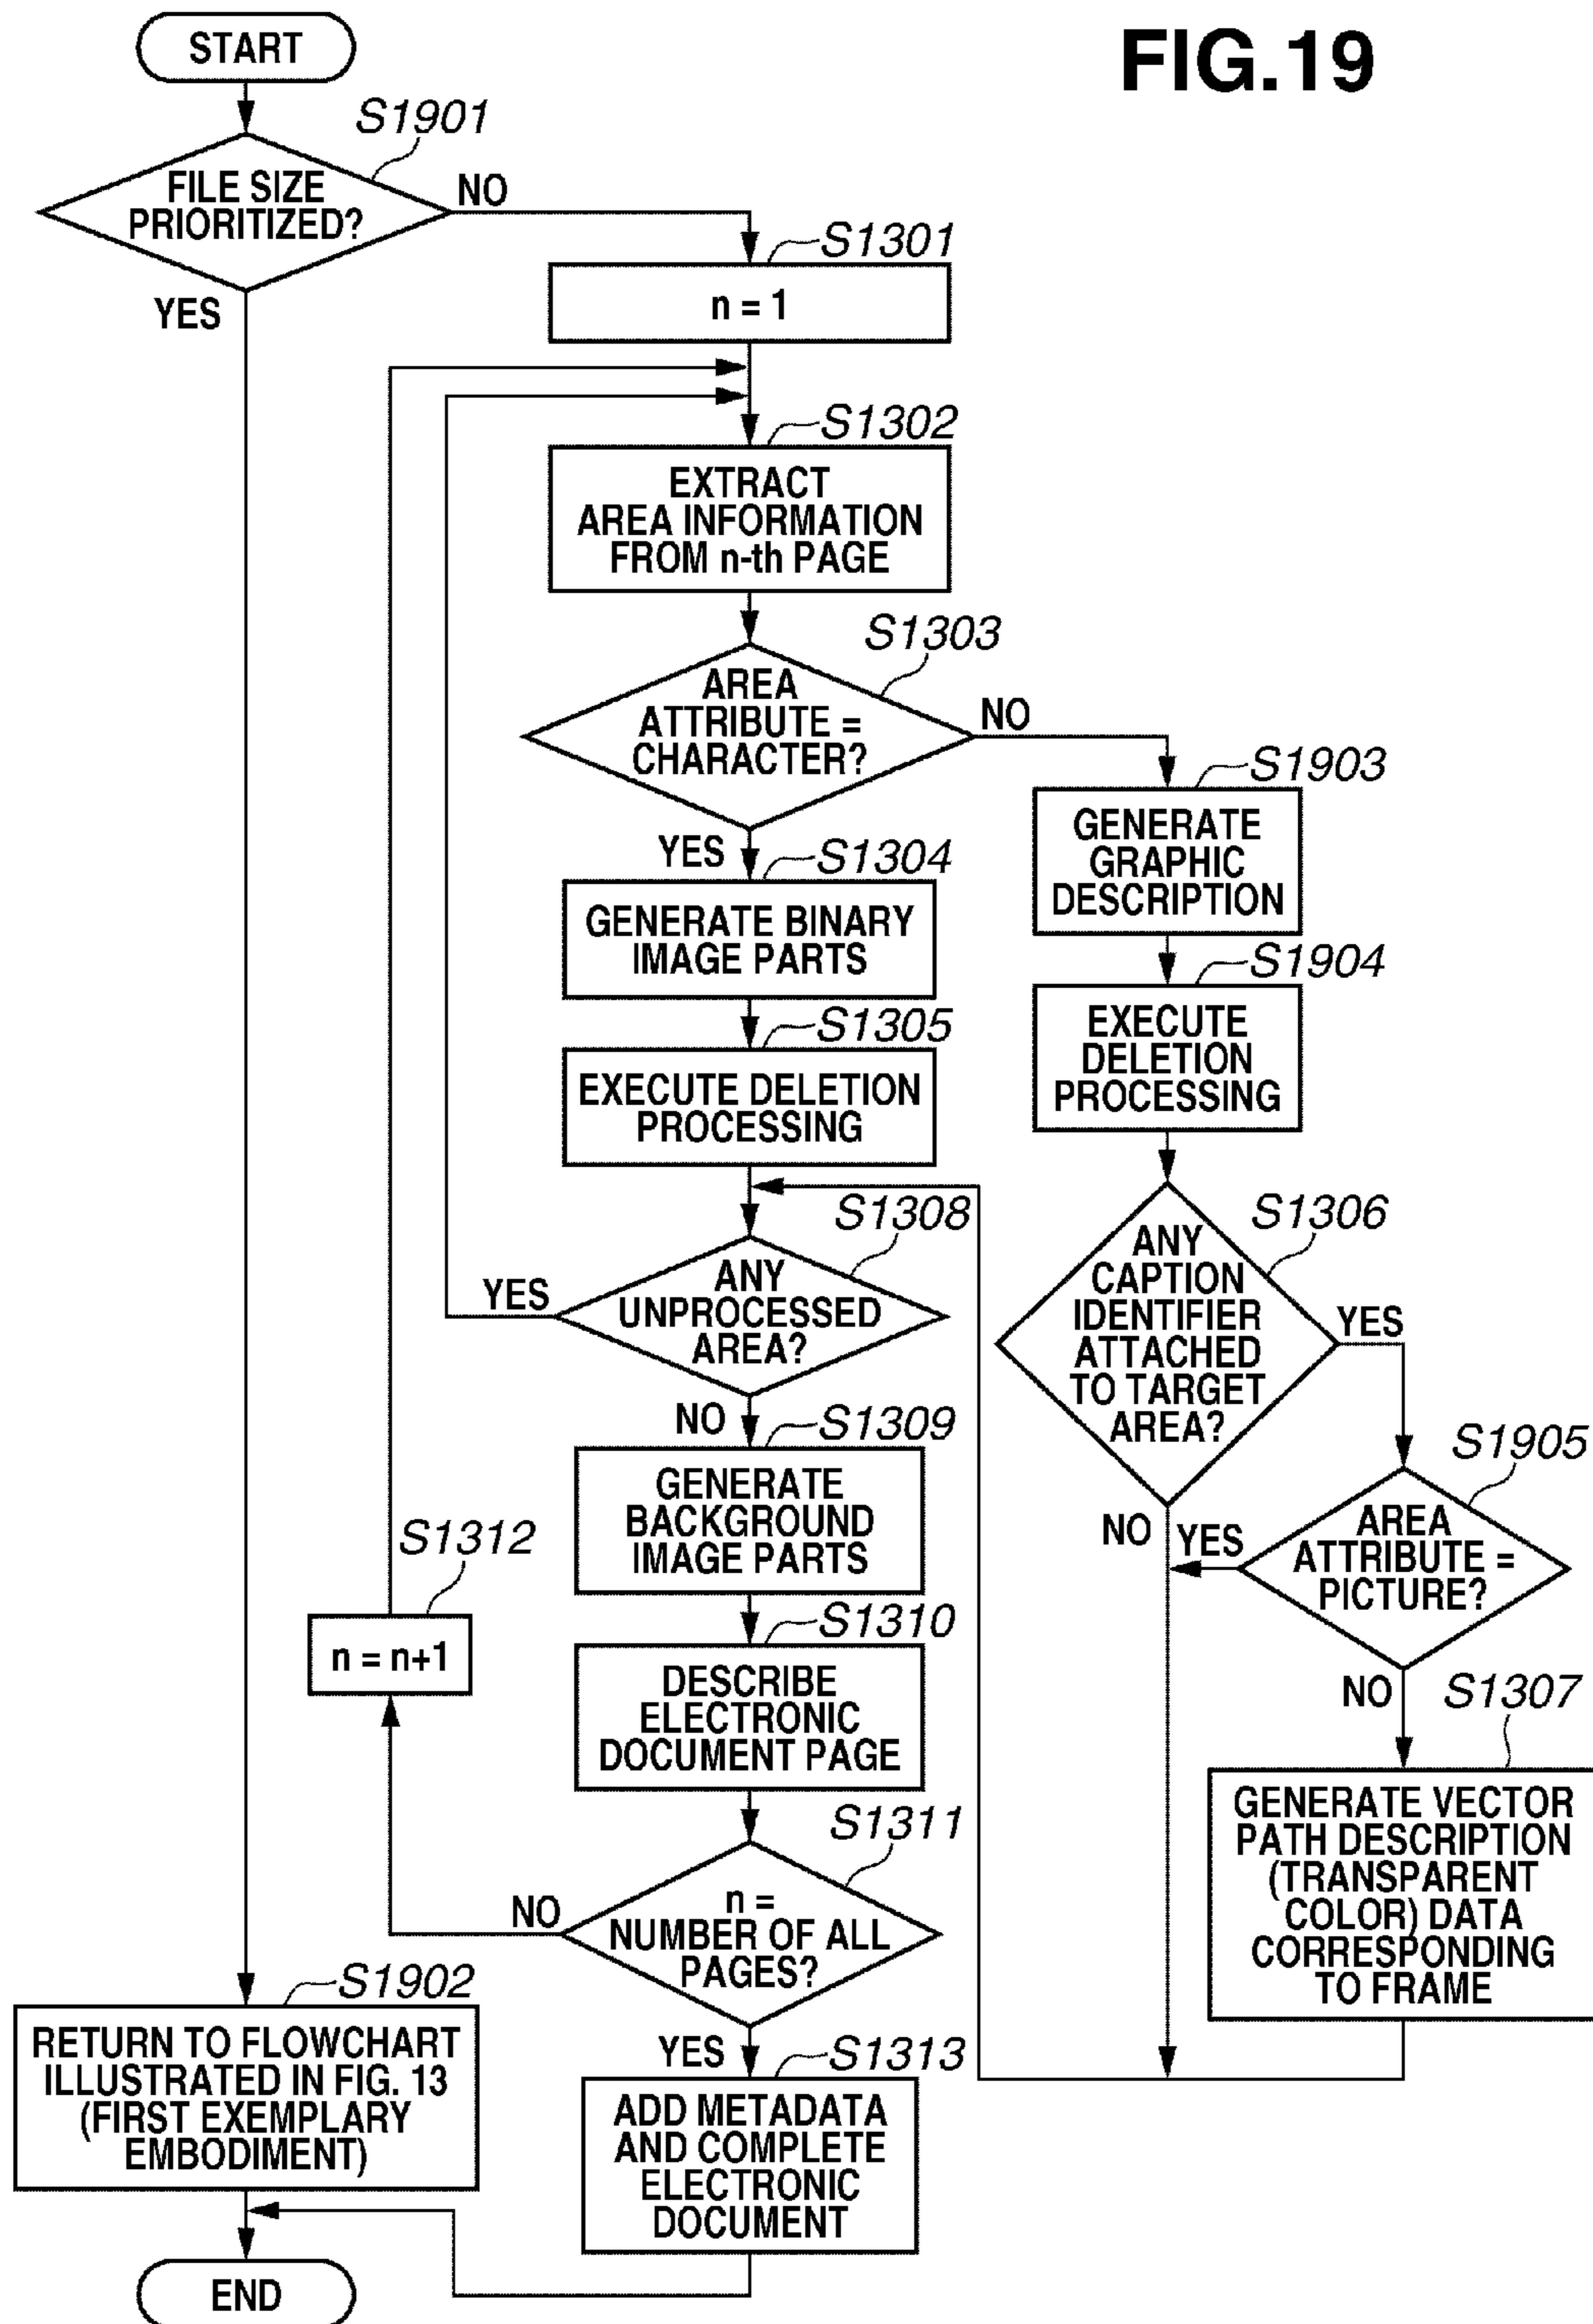 FIG.19
START
S1901
FILE SIZE
PRIORITIZED?
NO
YES
S1301
n = 1
S1302
EXTRACT
AREA INFORMATION
FROM n-th PAGE
S1303
AREA
ATTRIBUTE =
CHARACTER?
NO
YES
S1304
GENERATE BINARY
IMAGE PARTS
S1305
EXECUTE DELETION
PROCESSING
S1903
GENERATE
GRAPHIC
DESCRIPTION
S1904
EXECUTE
DELETION
PROCESSING
S1306
ANY
CAPTION
IDENTIFIER
ATTACHED
TO TARGET
AREA?
YES
NO
S1905
AREA
ATTRIBUTE =
PICTURE?
YES
NO
S1307
GENERATE VECTOR
PATH DESCRIPTION
(TRANSPARENT
COLOR) DATA
CORRESPONDING
TO FRAME
S1308
ANY
UNPROCESSED
AREA?
YES
NO
S1309
GENERATE
BACKGROUND
IMAGE PARTS
S1310
DESCRIBE
ELECTRONIC
DOCUMENT PAGE
S1311
n =
NUMBER OF ALL
PAGES?
NO
S1312
n = n+1
YES
S1313
ADD METADATA
AND COMPLETE
ELECTRONIC
DOCUMENT
S1902
RETURN TO FLOWCHART
ILLUSTRATED IN FIG. 13
(FIRST EXEMPLARY
EMBODIMENT)
END